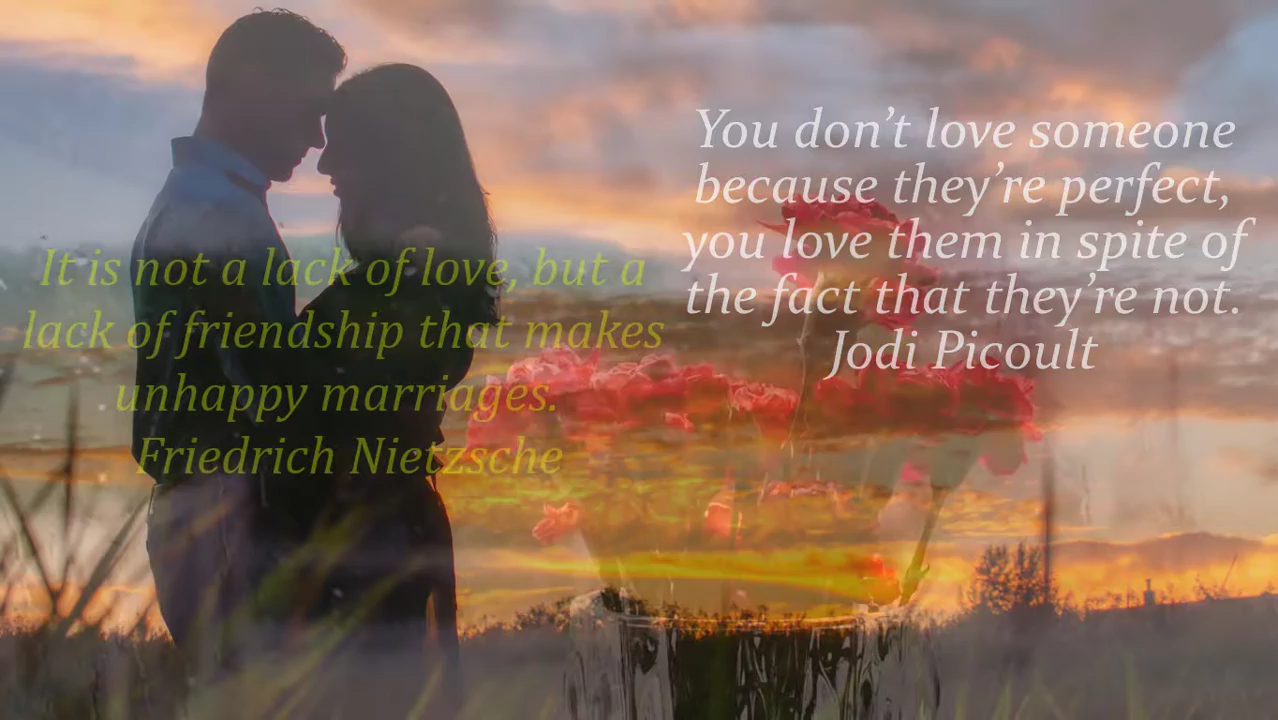 It is not a lack of love, but a
lack of friendship that makes
unhappy marriages.
Friedrich Nietzsche
You don’t love someone
because they’re perfect,
you love them in spite of
the fact that they’re not.
Jodi Picoult